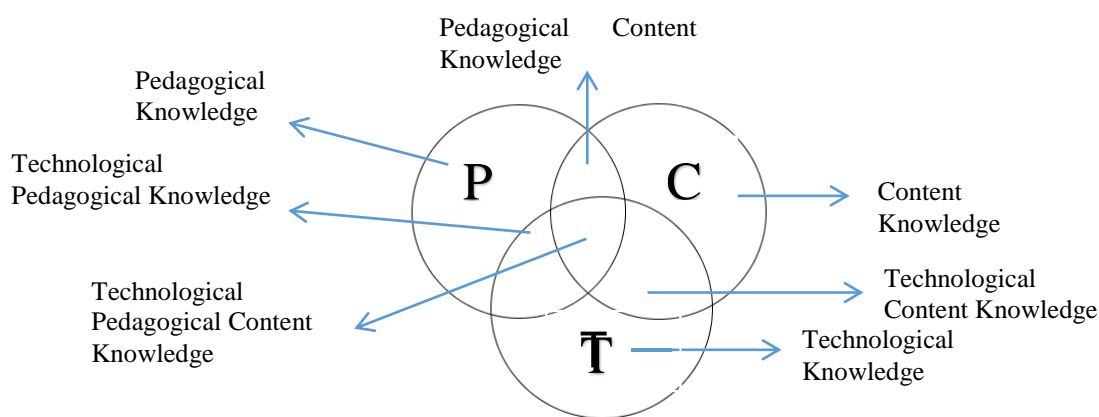 Pedagogical Content
Knowledge
Pedagogical
Knowledge
Technological
Pedagogical Knowledge
P
C
Content
Knowledge
Technological
Pedagogical Content
Knowledge
Technological
Content Knowledge
T
Technological
Knowledge